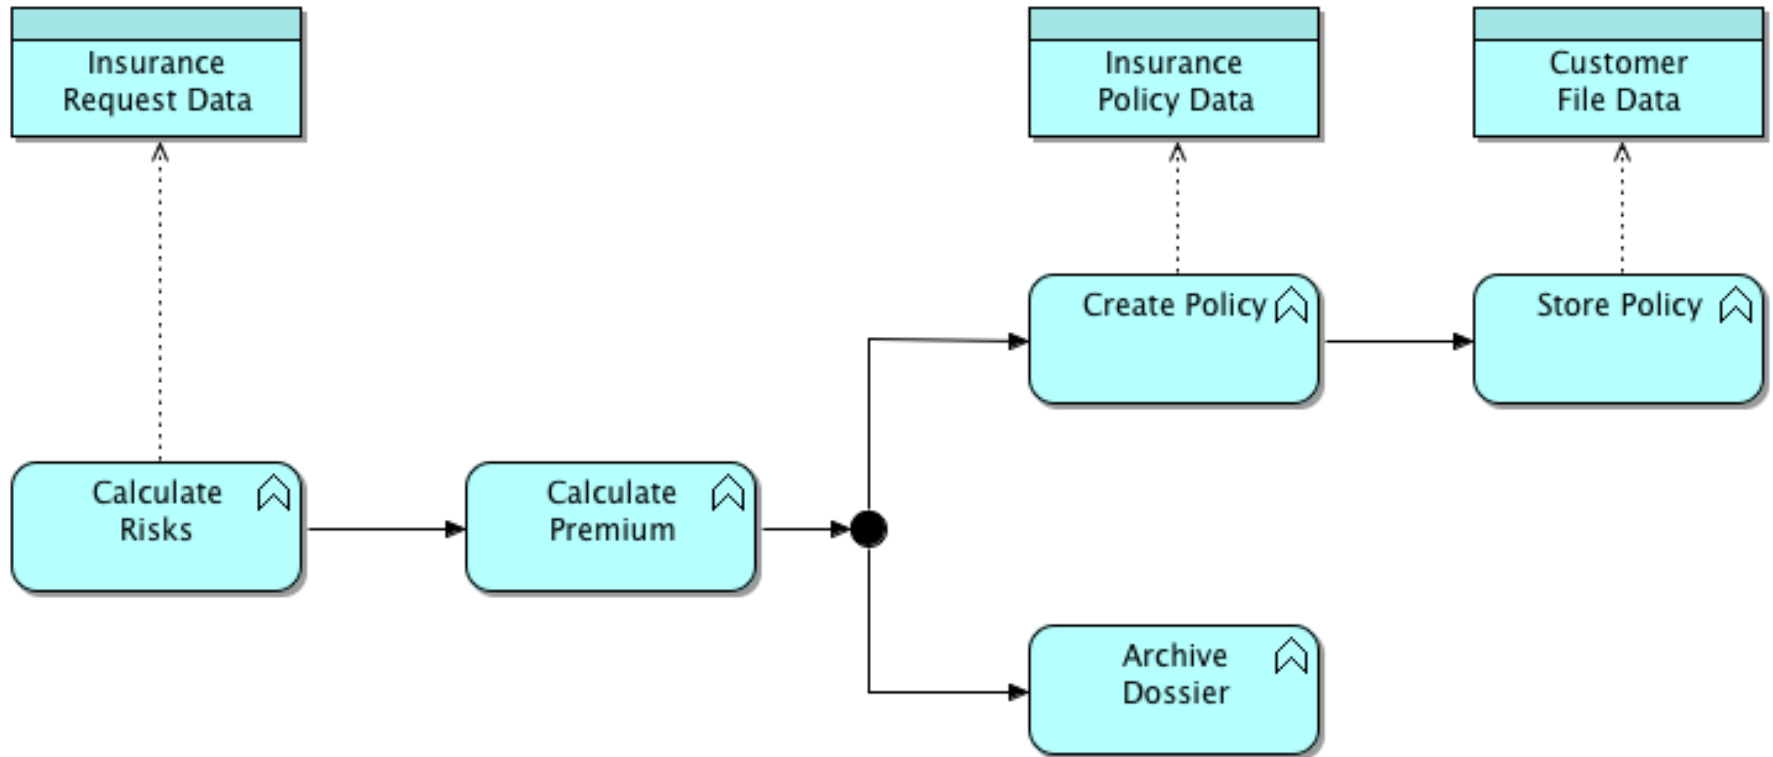 Insurance
Request Data
Insurance
Policy Data
Customer
File Data
Create Policy
Store Policy
Calculate
Risks
Calculate
Premium
Archive
Dossier